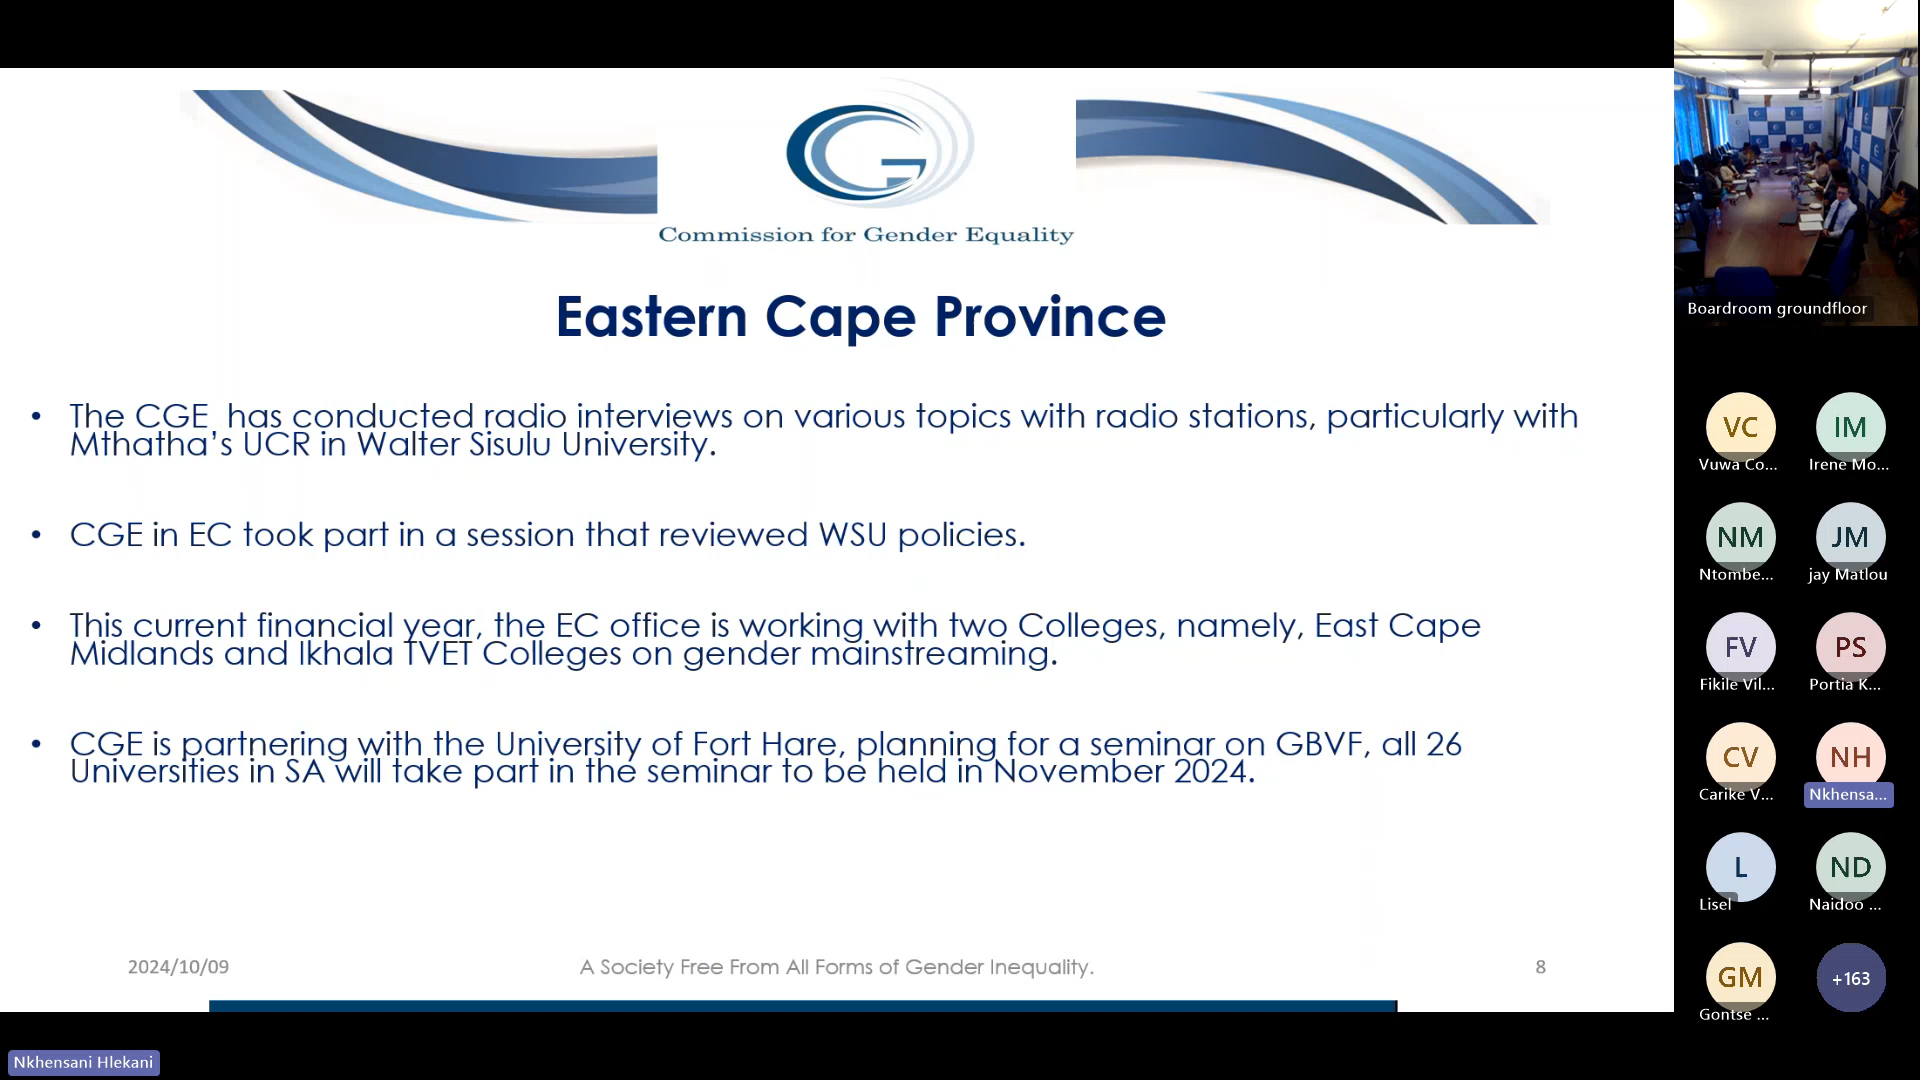 Commission for Gender Equality
Eastern Cape Province
• The CGE has conducted radio interviews on various topics with radio stations, particularly with
Mthatha’s UCR in Walter Sisulu University.
• CGE in EC took part in a session that reviewed WSU policies.
• This current financial year, the EC office is working with two Colleges, namely, East Cape
Midlands and Ikhala TVET Colleges on gender mainstreaming.
• CGE is partnering with the University of Fort Hare, planning for a seminar on GBVF, all 26
Universities in SA will take part in the seminar to be held in November 2024.
2024/10/09
A Society Free From All Forms of Gender Inequality.
8
Nkhensani Hlekani
Boardroom groundfloor
VC
Vuwa Co...
IM
Irene Mo...
NM
Ntombe...
JM
jay Matlou
FV
Fikile Vil...
PS
Portia K...
CV
Carike V...
NH
Nkhensa...
L
Lisel
ND
Naidoo ...
GM
Gontse ...
+163